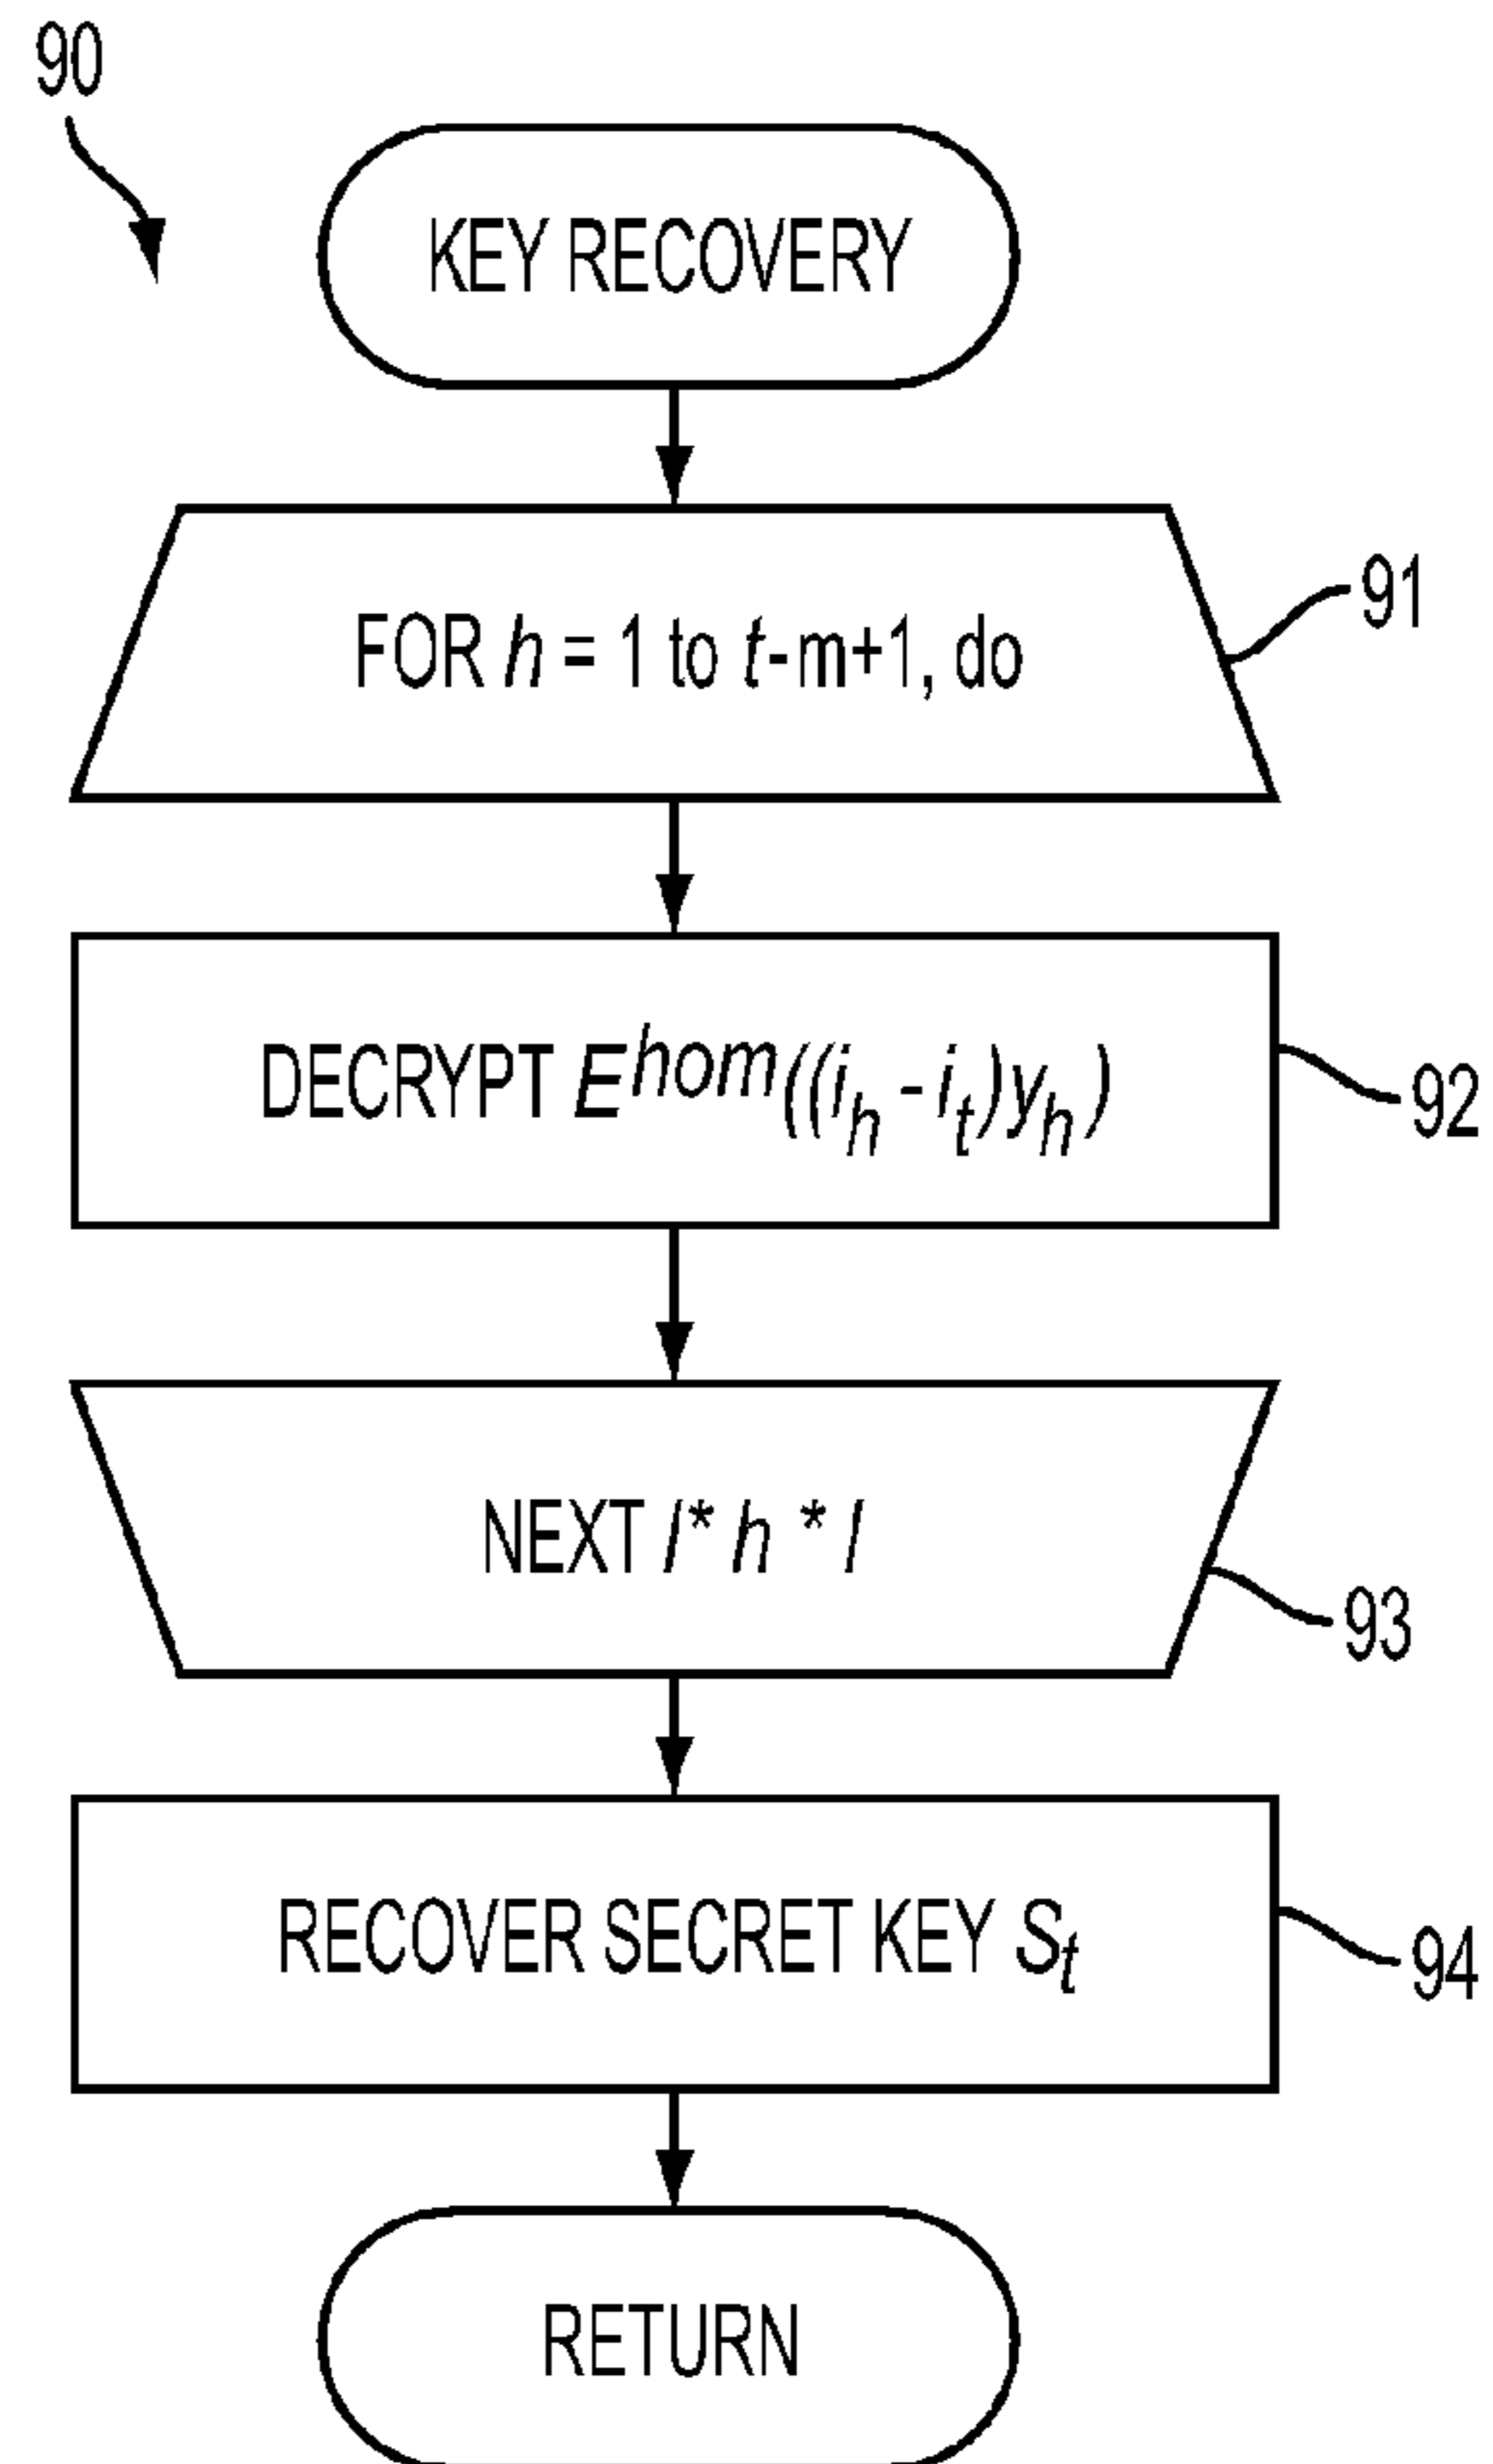 90
KEY RECOVERY
FOR h = 1 to t-m+1, do
91
DECRYPT E^hom((i_h - i_t)y_h)
92
NEXT /* h */
93
RECOVER SECRET KEY S_t
94
RETURN